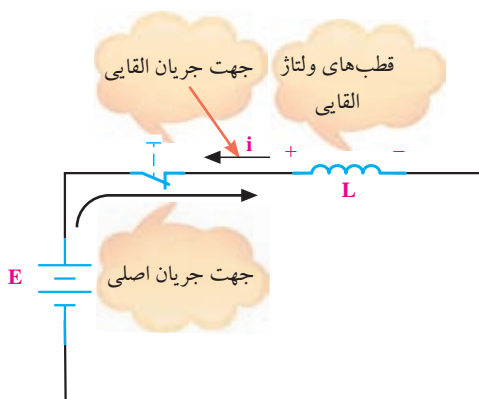 جهت جریان القایی
قطب‌های ولتاژ
القایی
i
+
−
L
E
جهت جریان اصلی